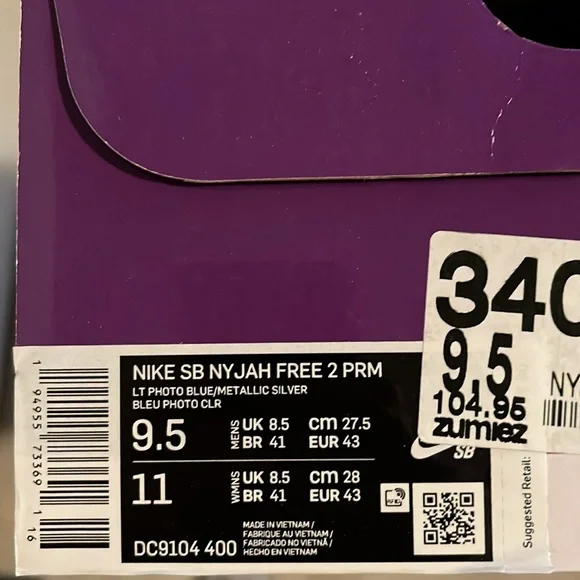 340
9.5
NY
104.95
zumiez
NIKE SB NYJAH FREE 2 PRM
LT PHOTO BLUE/METALLIC SILVER
BLEU PHOTO CLR
9.5 MENS UK 8.5 CM 27.5
BR 41 EUR 43
11 WMNS UK 8.5 CM 28
BR 41 EUR 43
SB
DC9104 400
MADE IN VIETNAM /
FABRIQUE AU VIETNAM /
FABRICADO NO VIETNÃ /
HECHO EN VIETNAM
1 94955 73369 1 16
Suggested Retail: